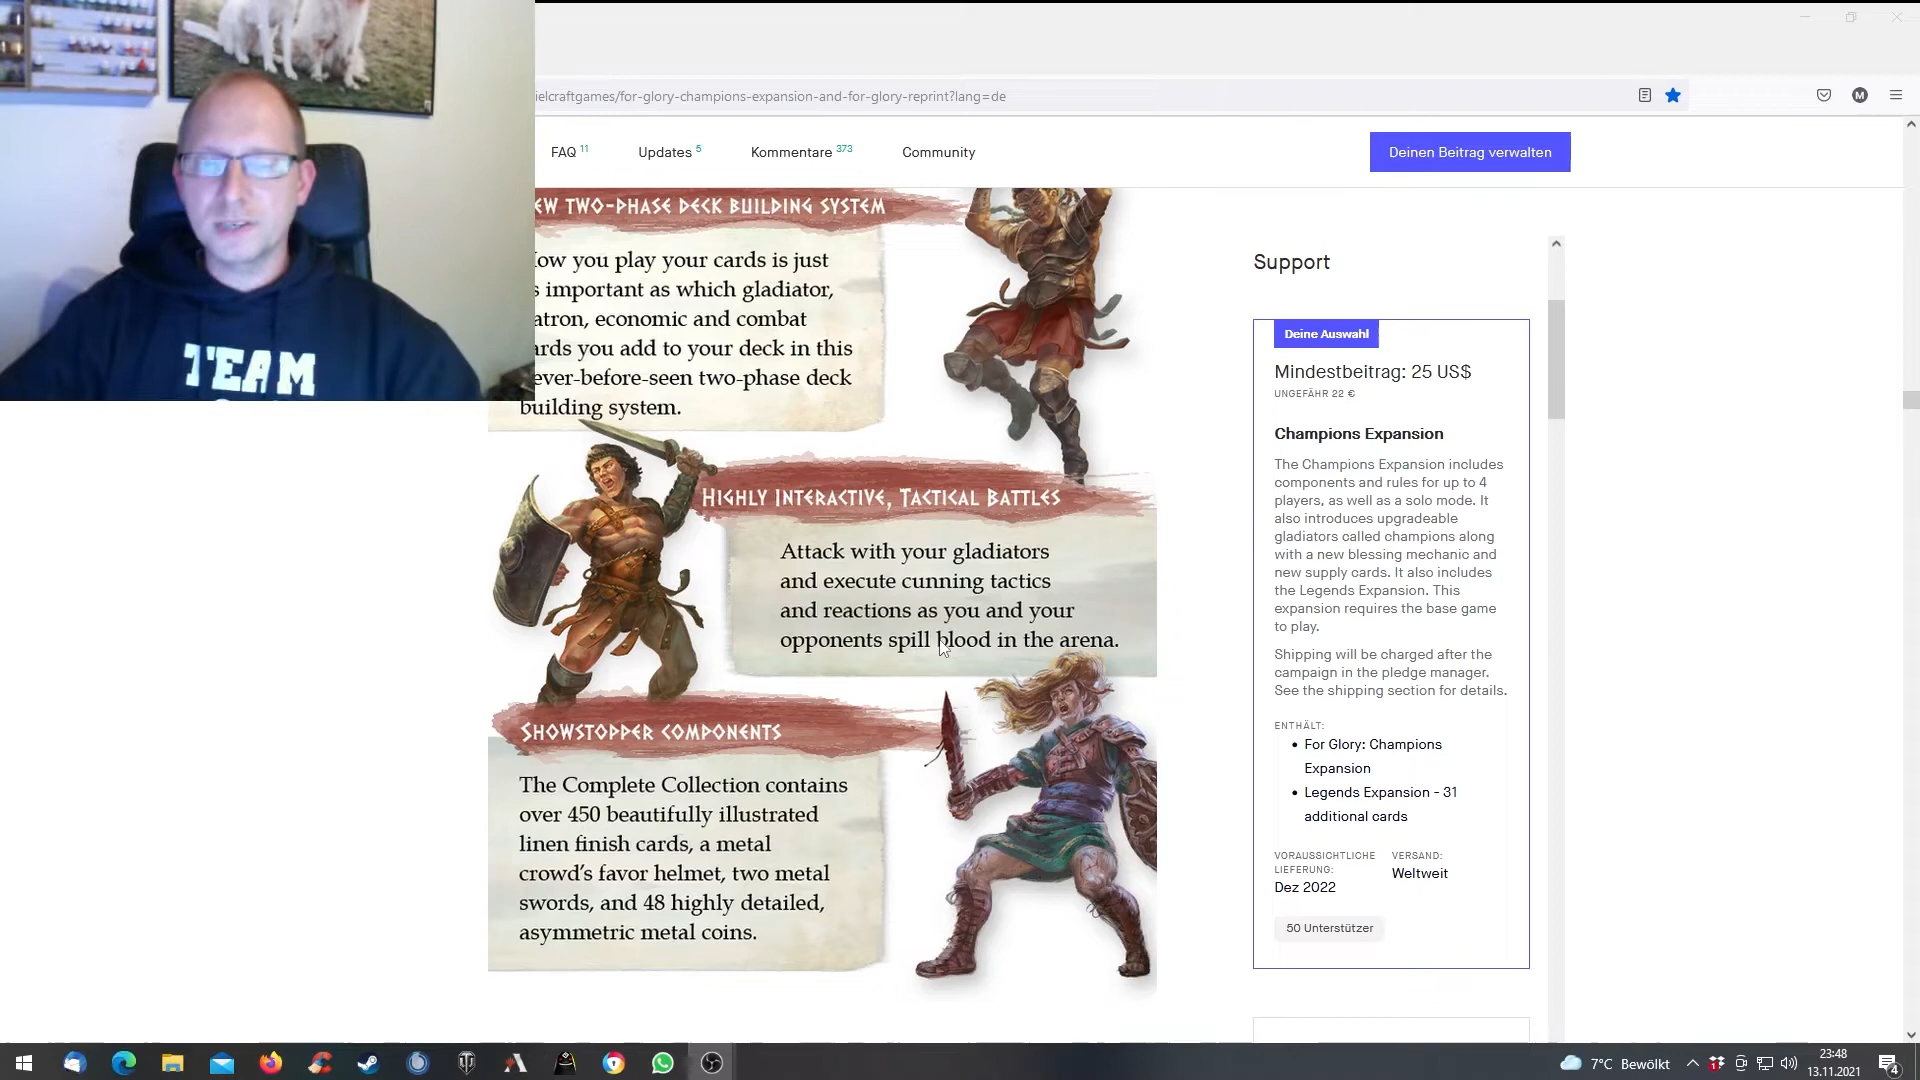 ielcraftgames/for-glory-champions-expansion-and-for-glory-reprint?lang=de
M
FAQ 11
Updates 5
Kommentare 373
Community
Deinen Beitrag verwalten
TEAM
EW TWO-PHASE DECK BUILDING SYSTEM
ow you play your cards is just
s important as which gladiator,
atron, economic and combat
ards you add to your deck in this
ever-before-seen two-phase deck
building system.
HIGHLY INTERACTIVE, TACTICAL BATTLES
Attack with your gladiators
and execute cunning tactics
and reactions as you and your
opponents spill blood in the arena.
SHOWSTOPPER COMPONENTS
The Complete Collection contains
over 450 beautifully illustrated
linen finish cards, a metal
crowd's favor helmet, two metal
swords, and 48 highly detailed,
asymmetric metal coins.
Support
Deine Auswahl
Mindestbeitrag: 25 US$
UNGEFÄHR 22 €
Champions Expansion
The Champions Expansion includes
components and rules for up to 4
players, as well as a solo mode. It
also introduces upgradeable
gladiators called champions along
with a new blessing mechanic and
new supply cards. It also includes
the Legends Expansion. This
expansion requires the base game
to play.
Shipping will be charged after the
campaign in the pledge manager.
See the shipping section for details.
ENTHÄLT:
• For Glory: Champions
Expansion
• Legends Expansion - 31
additional cards
VORAUSSICHTLICHE
LIEFERUNG:
Dez 2022
VERSAND:
Weltweit
50 Unterstützer
7°C Bewölkt
23:48
13.11.2021
4